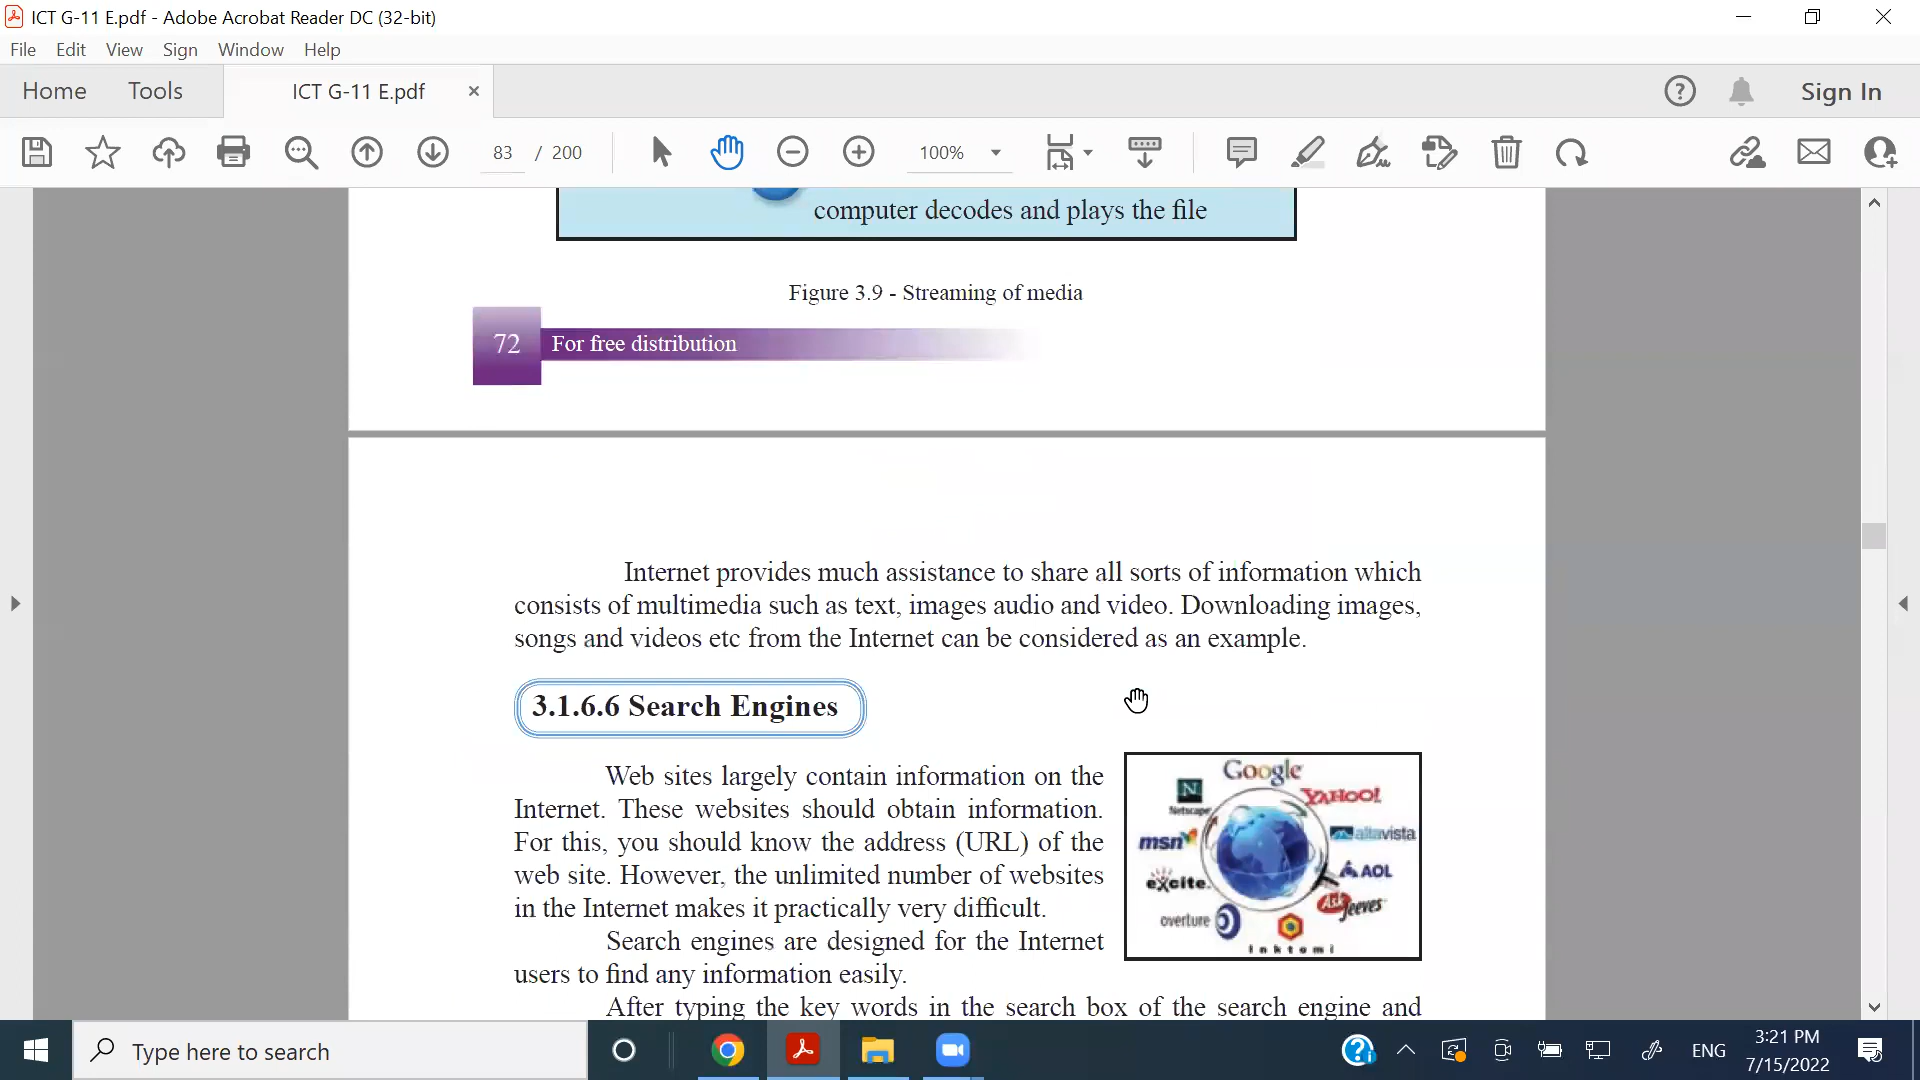 ICT G-11 E.pdf - Adobe Acrobat Reader DC (32-bit)
File Edit View Sign Window Help
Home Tools ICT G-11 E.pdf × Sign In
83 / 200 100%
computer decodes and plays the file
Figure 3.9 - Streaming of media
72 For free distribution
Internet provides much assistance to share all sorts of information which
consists of multimedia such as text, images audio and video. Downloading images,
songs and videos etc from the Internet can be considered as an example.
3.1.6.6 Search Engines
Web sites largely contain information on the
Internet. These websites should obtain information.
For this, you should know the address (URL) of the
web site. However, the unlimited number of websites
in the Internet makes it practically very difficult.
Search engines are designed for the Internet
users to find any information easily.
After typing the key words in the search box of the search engine and
Google
N
Netscape
YAHOO!
msn
altavista
excite.
AOL
Ask Jeeves
overture
Inktomi
Type here to search
ENG
3:21 PM
7/15/2022